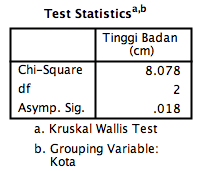 Test Statisticsa,b
Tinggi Badan
(cm)
Chi-Square 8.078
df 2
Asymp. Sig. .018
a. Kruskal Wallis Test
b. Grouping Variable:
Kota